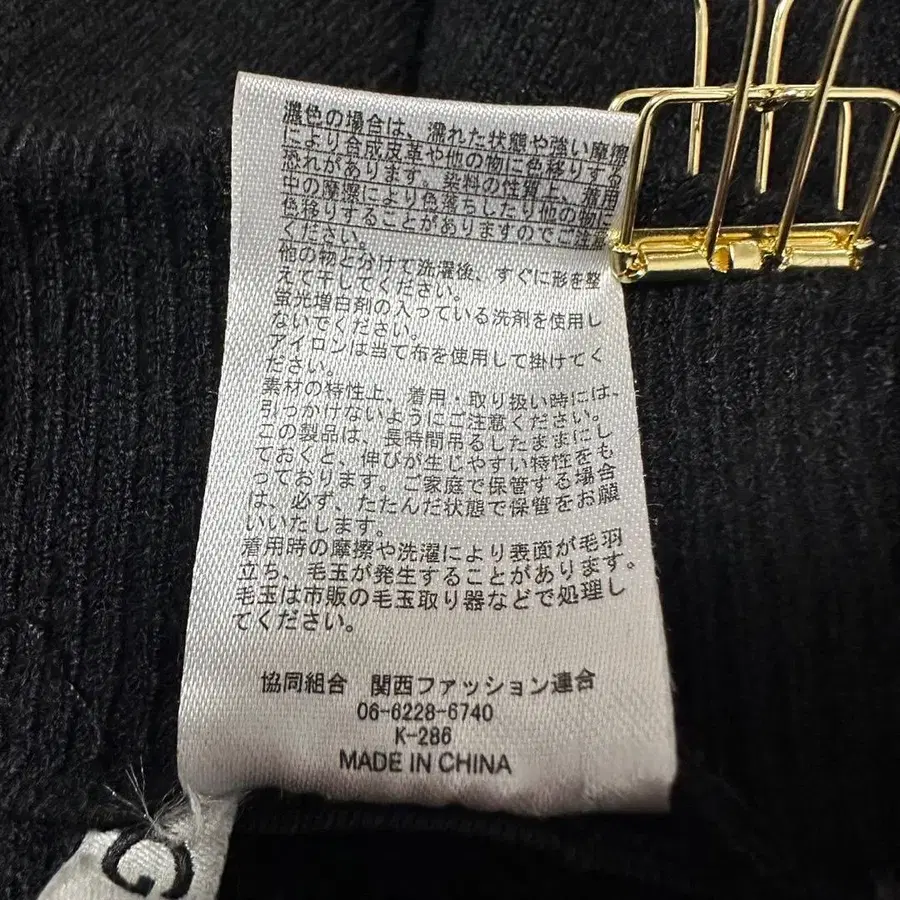 濃色の場合は、濡れた状態や強い摩擦
により合成皮革や他の物に色移りする
恐れがあります。染料の性質上、着用
中の摩擦により色落ちしたり他の物に
色移りすることがありますのでご注意
ください。
他の物と分けて洗濯後、すぐに形を整
えて干してください。
蛍光増白剤の入っている洗剤を使用し
ないでください。
アイロンは当て布を使用して掛けてく
ださい。
素材の特性上、着用・取り扱い時には、
引っかけないようにご注意ください。
この製品は、長時間吊るしたままにし
ておくと、伸びが生じやすい特性をも
っております。ご家庭で保管する場合
は、必ず、たたんだ状態で保管をお願
いいたします。
着用時の摩擦や洗濯により表面が毛羽
立ち、毛玉が発生することがあります。
毛玉は市販の毛玉取り器などで処理し
てください。
協同組合 関西ファッション連合
06-6228-6740
K-286
MADE IN CHINA
G